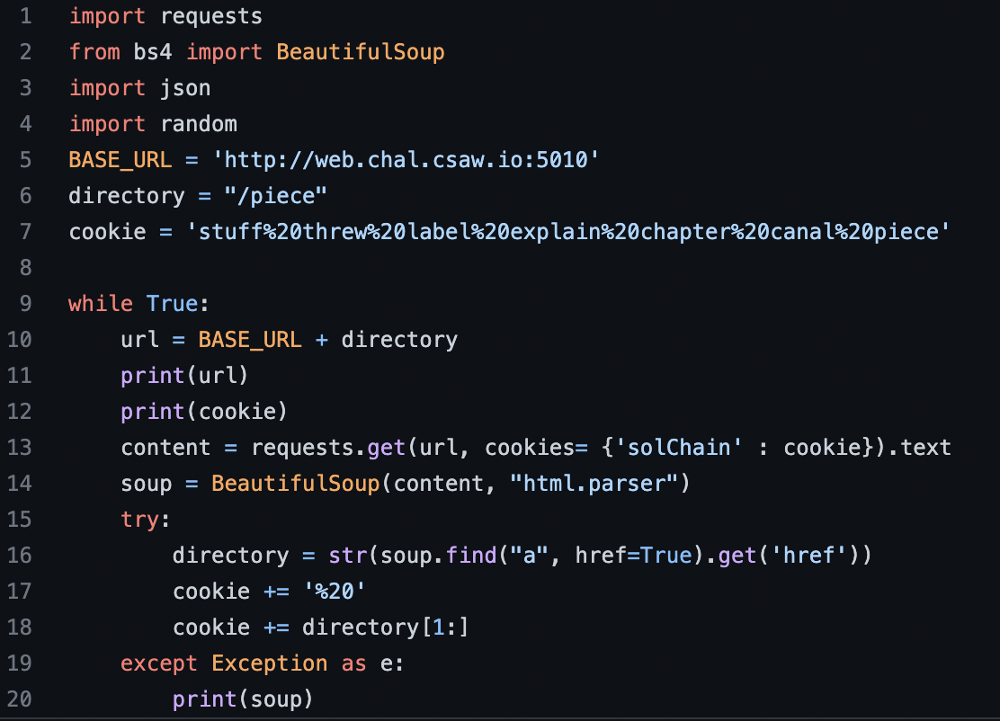 1 import requests
2 from bs4 import BeautifulSoup
3 import json
4 import random
5 BASE_URL = 'http://web.chal.csaw.io:5010'
6 directory = "/piece"
7 cookie = 'stuff%20threw%20label%20explain%20chapter%20canal%20piece'
8
9 while True:
10     url = BASE_URL + directory
11     print(url)
12     print(cookie)
13     content = requests.get(url, cookies= {'solChain' : cookie}).text
14     soup = BeautifulSoup(content, "html.parser")
15     try:
16         directory = str(soup.find("a", href=True).get('href'))
17         cookie += '%20'
18         cookie += directory[1:]
19     except Exception as e:
20         print(soup)